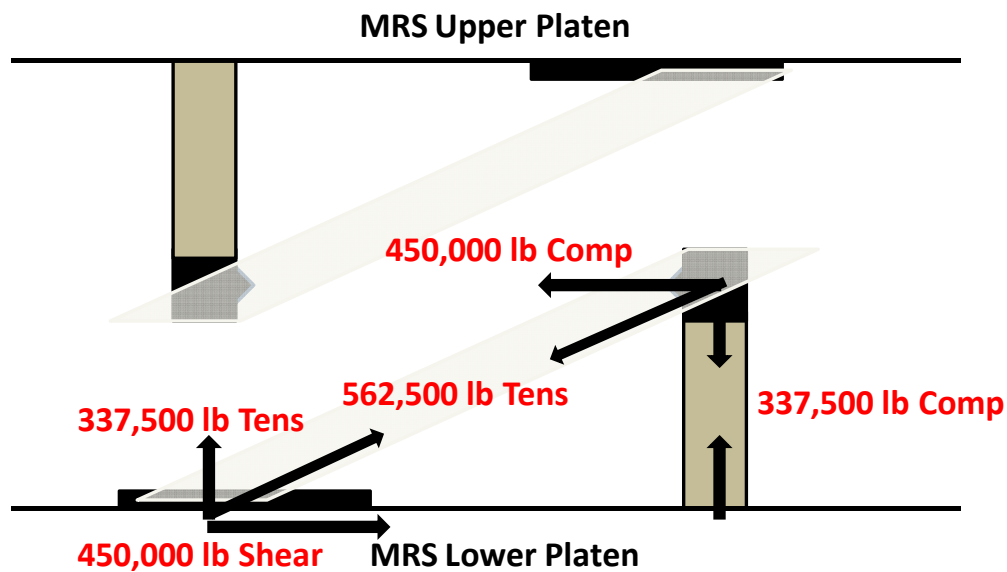 MRS Upper Platen
450,000 lb Comp
562,500 lb Tens
337,500 lb Tens
337,500 lb Comp
450,000 lb Shear
MRS Lower Platen